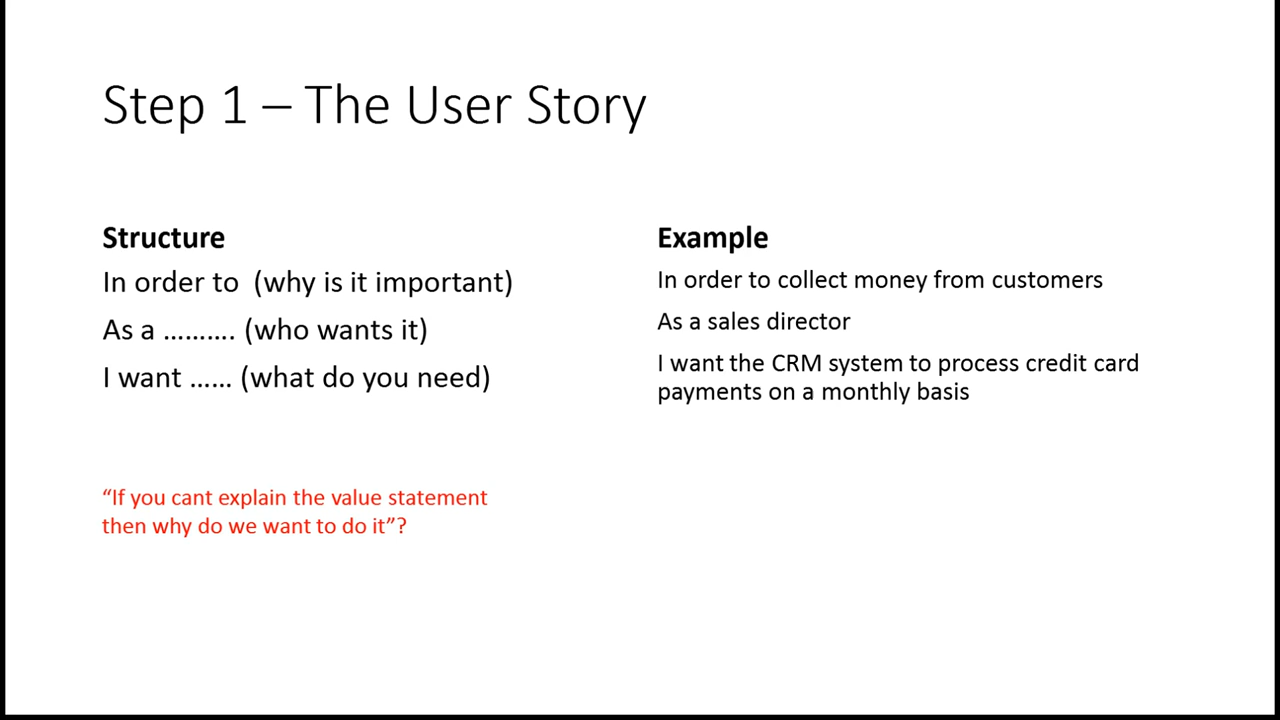 Step 1 – The User Story
Structure
In order to  (why is it important)
As a .......... (who wants it)
I want ...... (what do you need)
“If you cant explain the value statement
then why do we want to do it”?
Example
In order to collect money from customers
As a sales director
I want the CRM system to process credit card
payments on a monthly basis